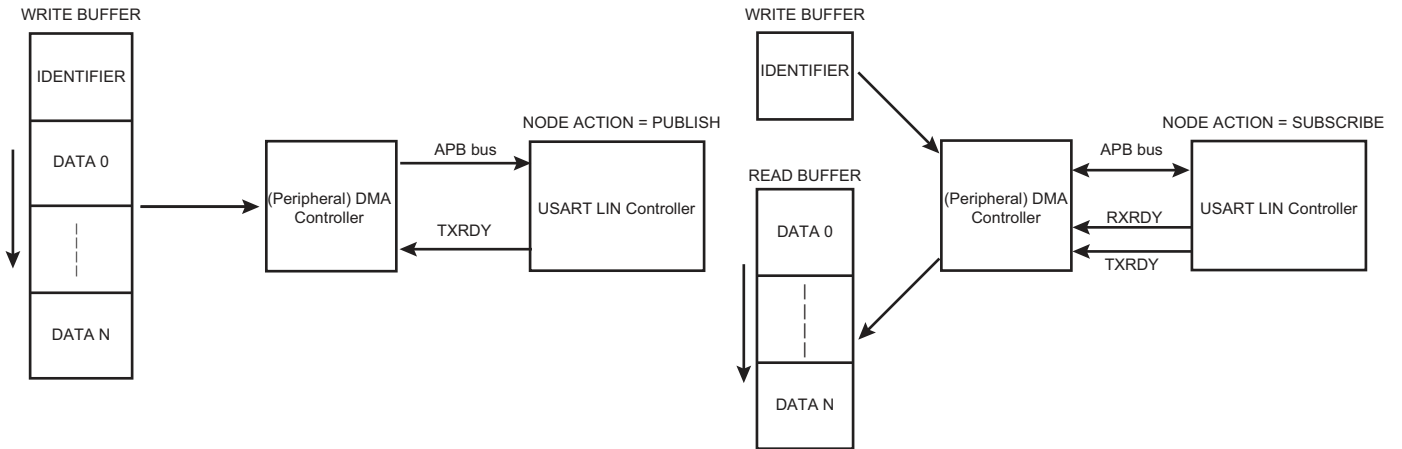 WRITE BUFFER
IDENTIFIER
DATA 0
DATA N
(Peripheral) DMA
Controller
APB bus
TXRDY
NODE ACTION = PUBLISH
USART LIN Controller
WRITE BUFFER
IDENTIFIER
READ BUFFER
DATA 0
DATA N
(Peripheral) DMA
Controller
APB bus
RXRDY
TXRDY
NODE ACTION = SUBSCRIBE
USART LIN Controller